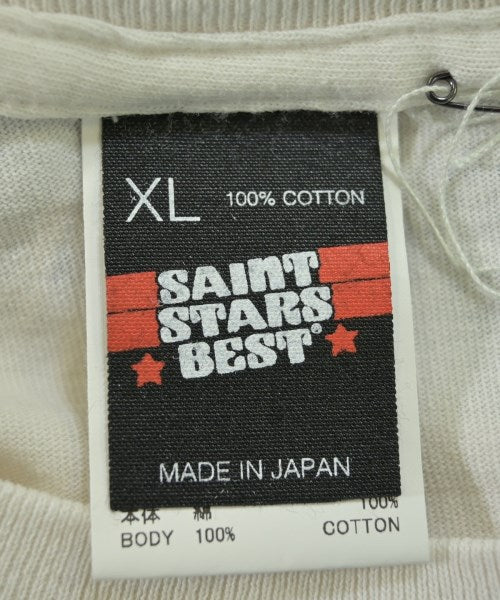 XL 100% COTTON
SAINT
STARS
BEST®
MADE IN JAPAN
本体 綿 100%
BODY 100% COTTON